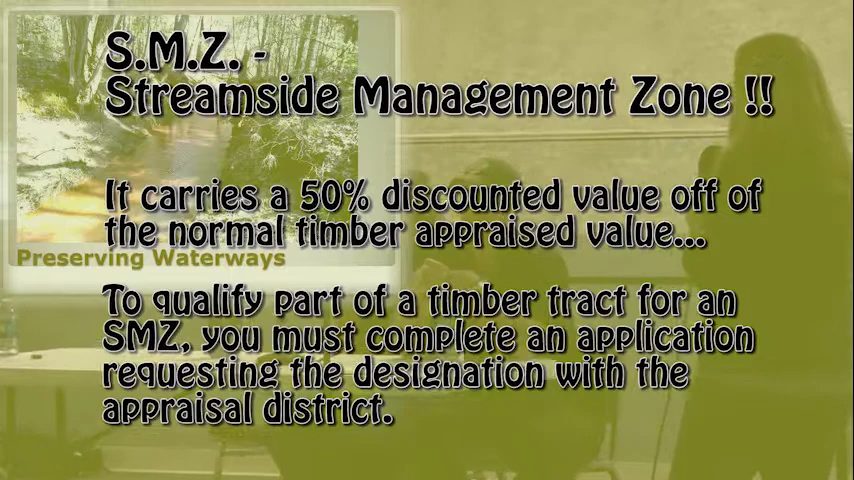 S.M.Z. -
Streamside Management Zone !!
It carries a 50% discounted value off of
the normal timber appraised value...
Preserving Waterways
To qualify part of a timber tract for an
SMZ, you must complete an application
requesting the designation with the
appraisal district.